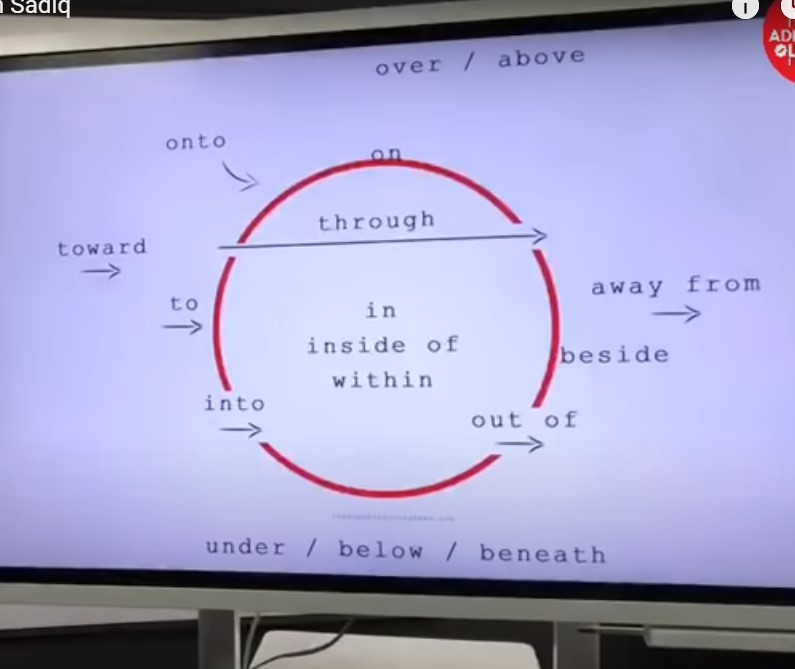 Sadiq
over / above
onto
on
through
toward
to
away from
in
inside of
within
beside
into
out of
under / below / beneath